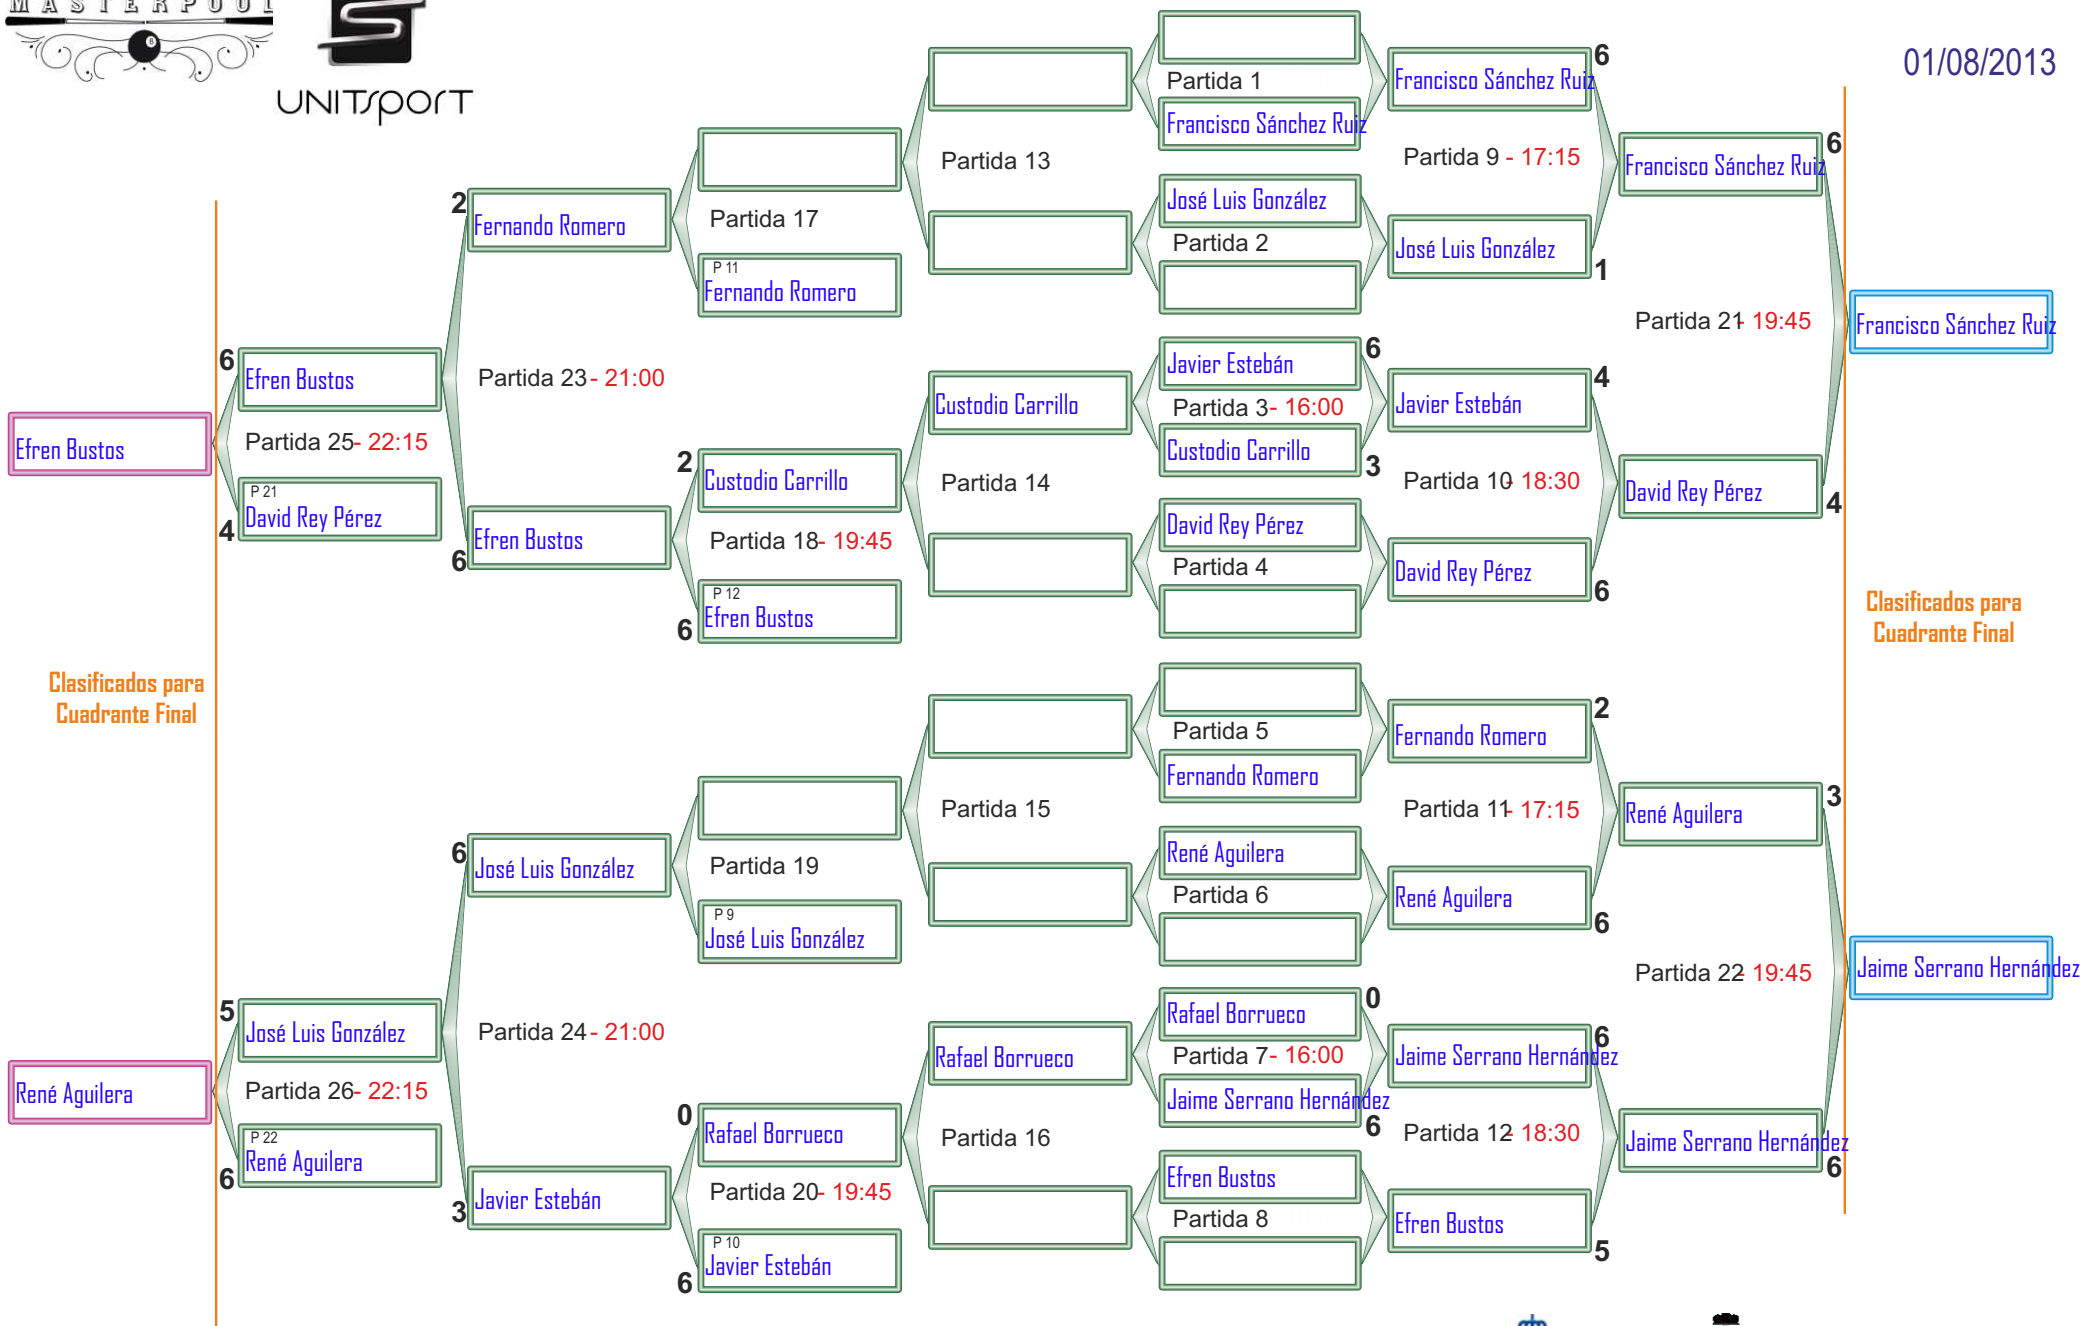 MASTERPOOL
8
UNITSPORT
01/08/2013
Partida 1
Francisco Sánchez Ruiz
6
Francisco Sánchez Ruiz
Partida 9 - 17:15
José Luis González
Partida 2
José Luis González
1
6
Francisco Sánchez Ruiz
Partida 21- 19:45
Francisco Sánchez Ruiz
Partida 13
2
Fernando Romero
Partida 17
P 11
Fernando Romero
6
Efren Bustos
Partida 23- 21:00
Efren Bustos
Partida 25- 22:15
P 21
David Rey Pérez
4
6
Efren Bustos
2
Custodio Carrillo
Partida 18- 19:45
P 12
Efren Bustos
6
Custodio Carrillo
Partida 14
Javier Estebán
6
Partida 3- 16:00
Custodio Carrillo
3
4
Javier Estebán
Partida 10- 18:30
David Rey Pérez
Partida 4
David Rey Pérez
6
David Rey Pérez
4
Clasificados para
Cuadrante Final
Clasificados para
Cuadrante Final
Partida 5
Fernando Romero
2
Fernando Romero
Partida 11- 17:15
René Aguilera
Partida 6
René Aguilera
6
3
René Aguilera
Partida 22- 19:45
Jaime Serrano Hernández
Partida 15
6
José Luis González
Partida 19
P 9
José Luis González
5
José Luis González
Partida 24- 21:00
René Aguilera
Partida 26- 22:15
P 22
René Aguilera
6
3
Javier Estebán
0
Rafael Borrueco
Partida 20- 19:45
P 10
Javier Estebán
6
Rafael Borrueco
Partida 16
Rafael Borrueco
0
Partida 7- 16:00
Jaime Serrano Hernández
6
6
Jaime Serrano Hernández
Partida 12- 18:30
Efren Bustos
Partida 8
Efren Bustos
5
Jaime Serrano Hernández
6